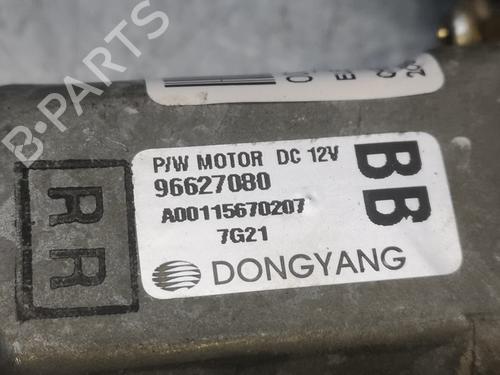 B-PARTS
P/W MOTOR DC 12V
96627080
A00115670207
7G21
DONGYANG
BB
RR